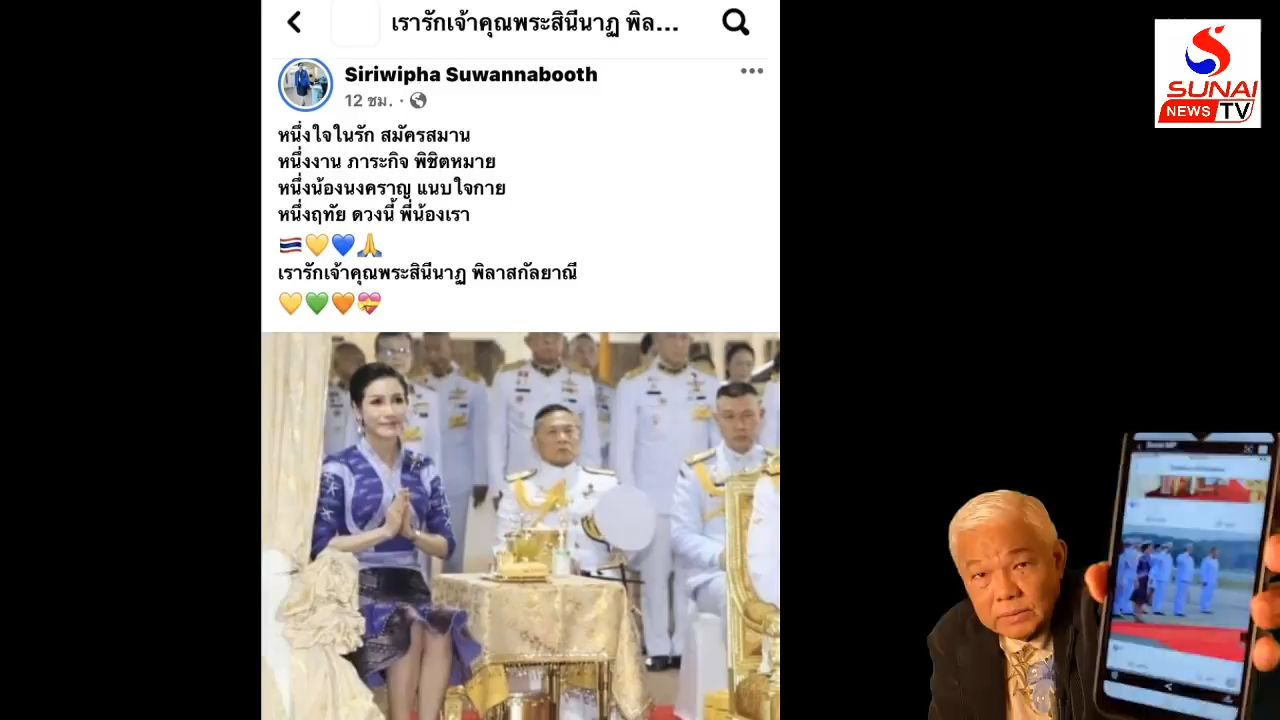 เรารักเจ้าคุณพระสินีนาฏ พิล...
Siriwipha Suwannabooth
12 ชม. ·
หนึ่งใจในรัก สมัครสมาน
หนึ่งงาน ภาระกิจ พิชิตหมาย
หนึ่งน้องนงคราญ แนบใจกาย
หนึ่งฤทัย ดวงนี้ พี่น้องเรา
เรารักเจ้าคุณพระสินีนาฏ พิลาสกัลยาณี
SUNAI
NEWS TV